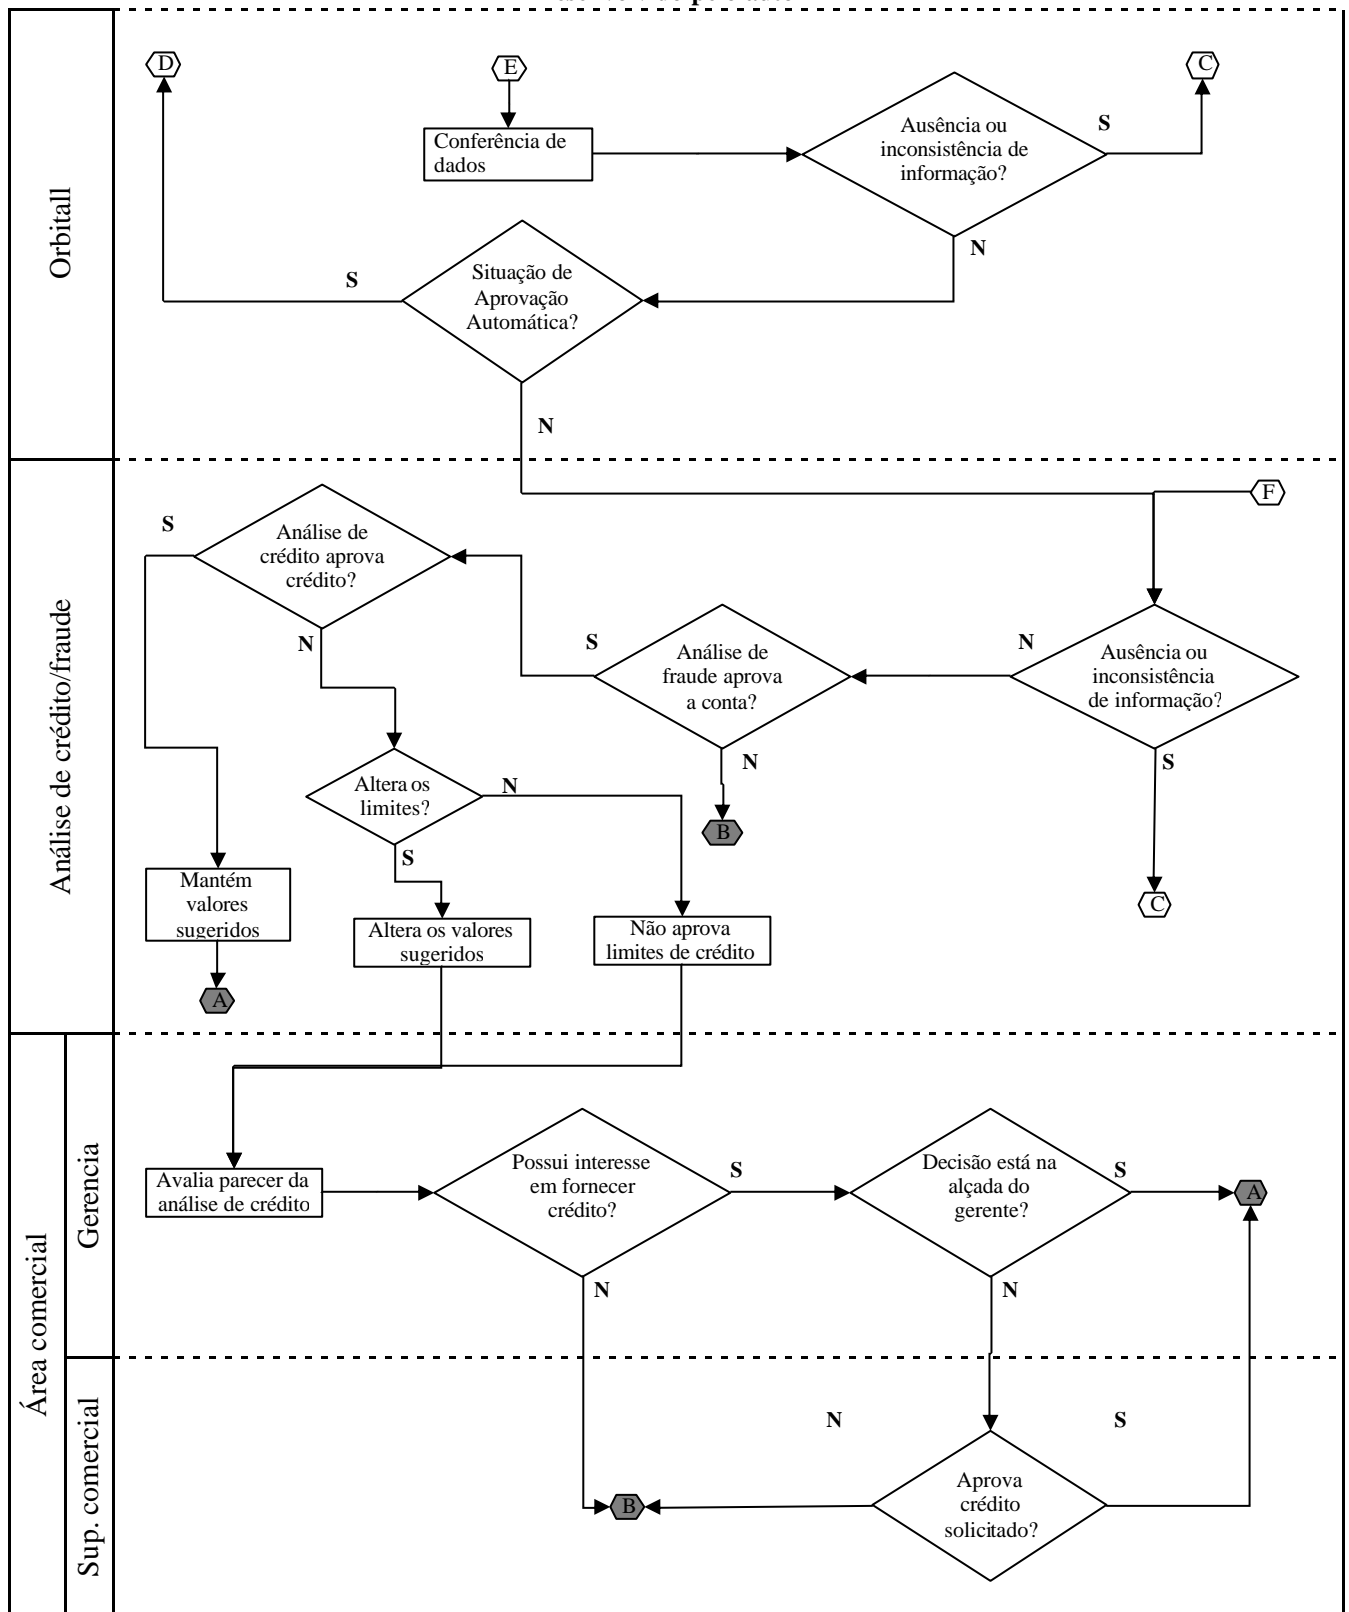 D
E
C
Conferência de
dados
Ausência ou
inconsistência de
informação?
S
N
Situação de
Aprovação
Automática?
S
N
Orbitall
F
Análise de
crédito aprova
crédito?
S
N
Análise de
fraude aprova
a conta?
S
N
Ausência ou
inconsistência
de informação?
N
S
Altera os
limites?
N
S
B
C
Mantém
valores
sugeridos
Altera os valores
sugeridos
Não aprova
limites de crédito
A
Análise de crédito/fraude
Avalia parecer da
análise de crédito
Possui interesse
em fornecer
crédito?
S
N
Decisão está na
alçada do
gerente?
S
N
A
Gerencia
Área comercial
N
S
Aprova
crédito
solicitado?
B
Sup. comercial